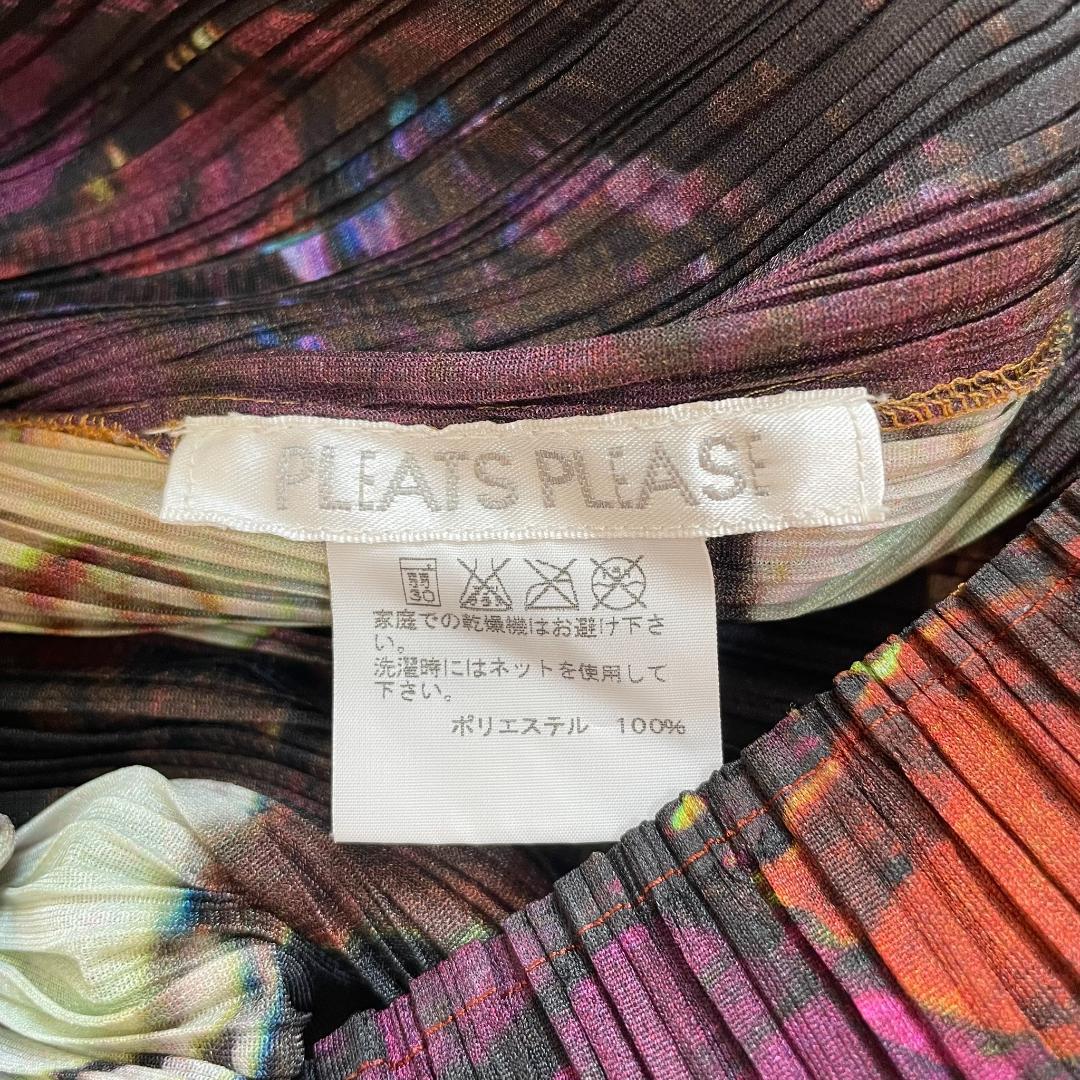 PLEATS PLEASE
弱
30
家庭での乾燥機はお避け下さ
い。
洗濯時にはネットを使用して
下さい。
ポリエステル 100%